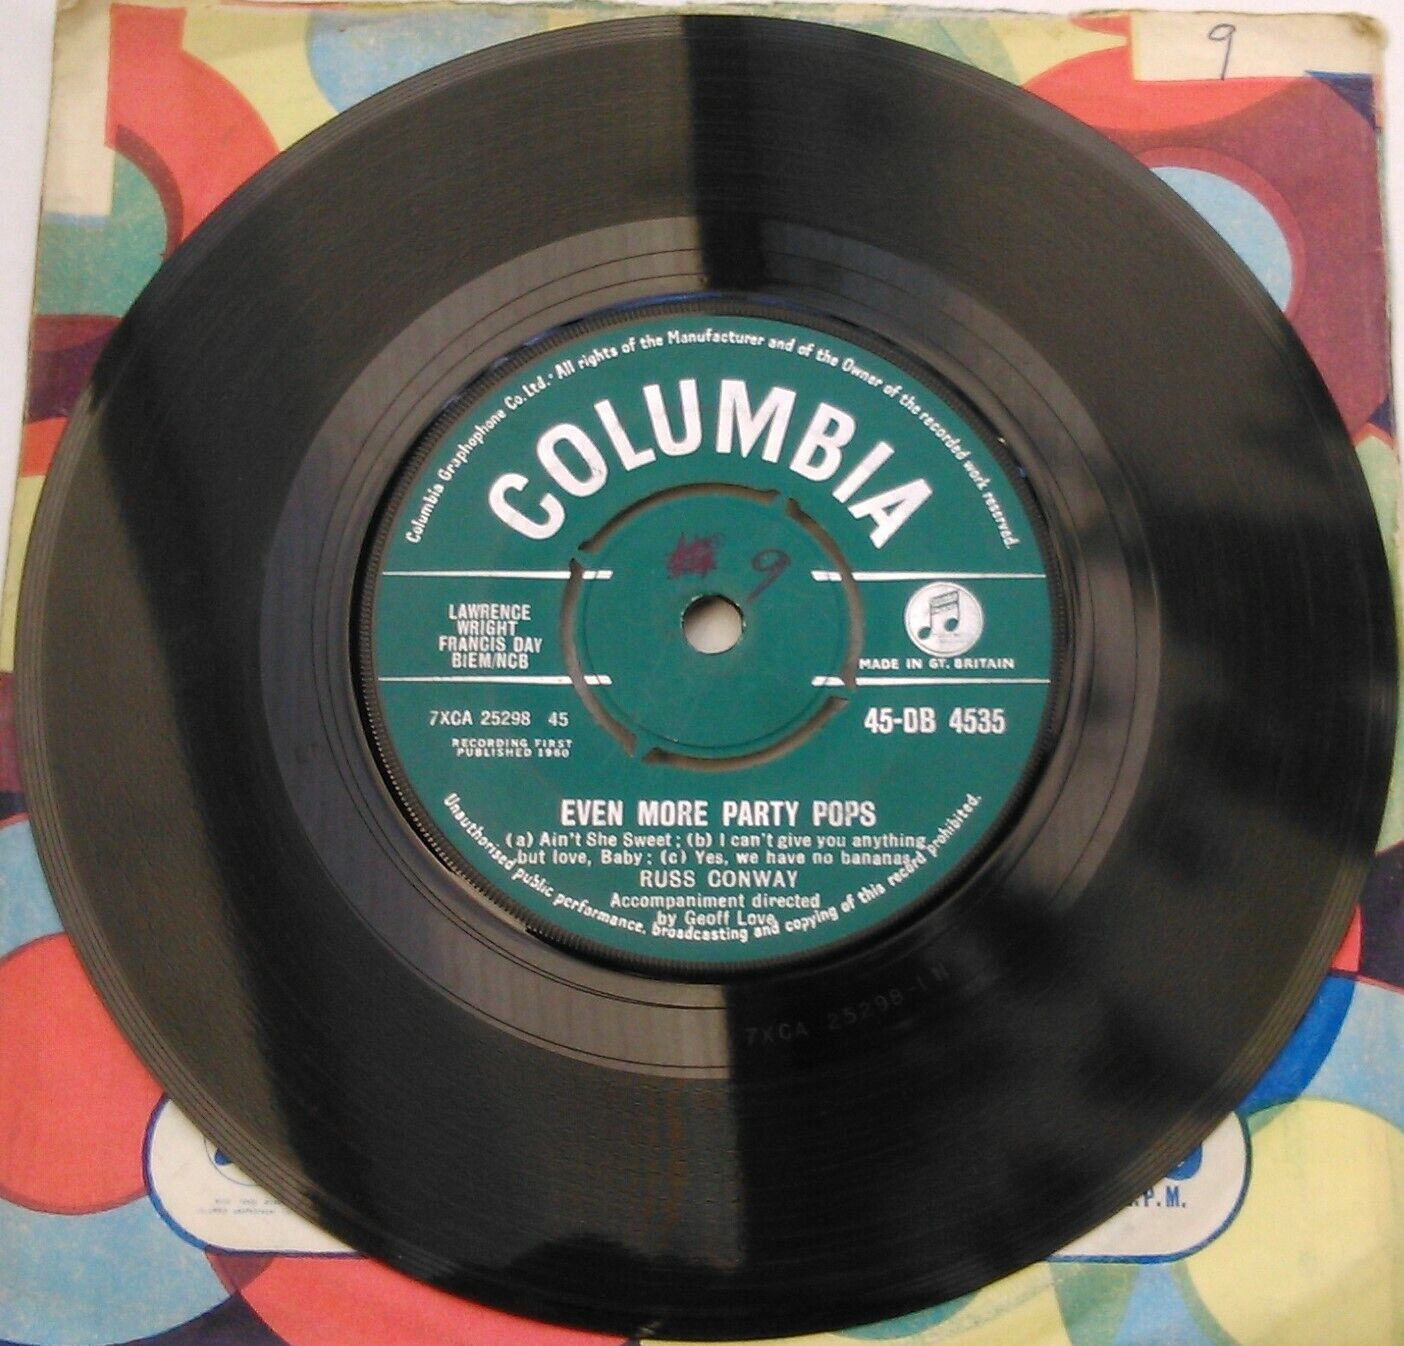 9
Columbia Graphophone Co. Ltd. · All rights of the Manufacturer and of the Owner of the recorded work reserved.
COLUMBIA
9
LAWRENCE
WRIGHT
FRANCIS DAY
BIEM/NCB
MADE IN GT. BRITAIN
7XCA 25298 45
45-DB 4535
RECORDING FIRST
PUBLISHED 1960
EVEN MORE PARTY POPS
(a) Ain't She Sweet; (b) I can't give you anything
but love, Baby; (c) Yes, we have no bananas
RUSS CONWAY
Accompaniment directed
by Geoff Love
Unauthorised public performance, broadcasting and copying of this record prohibited.
7XCA 25298-1N
.P.M.